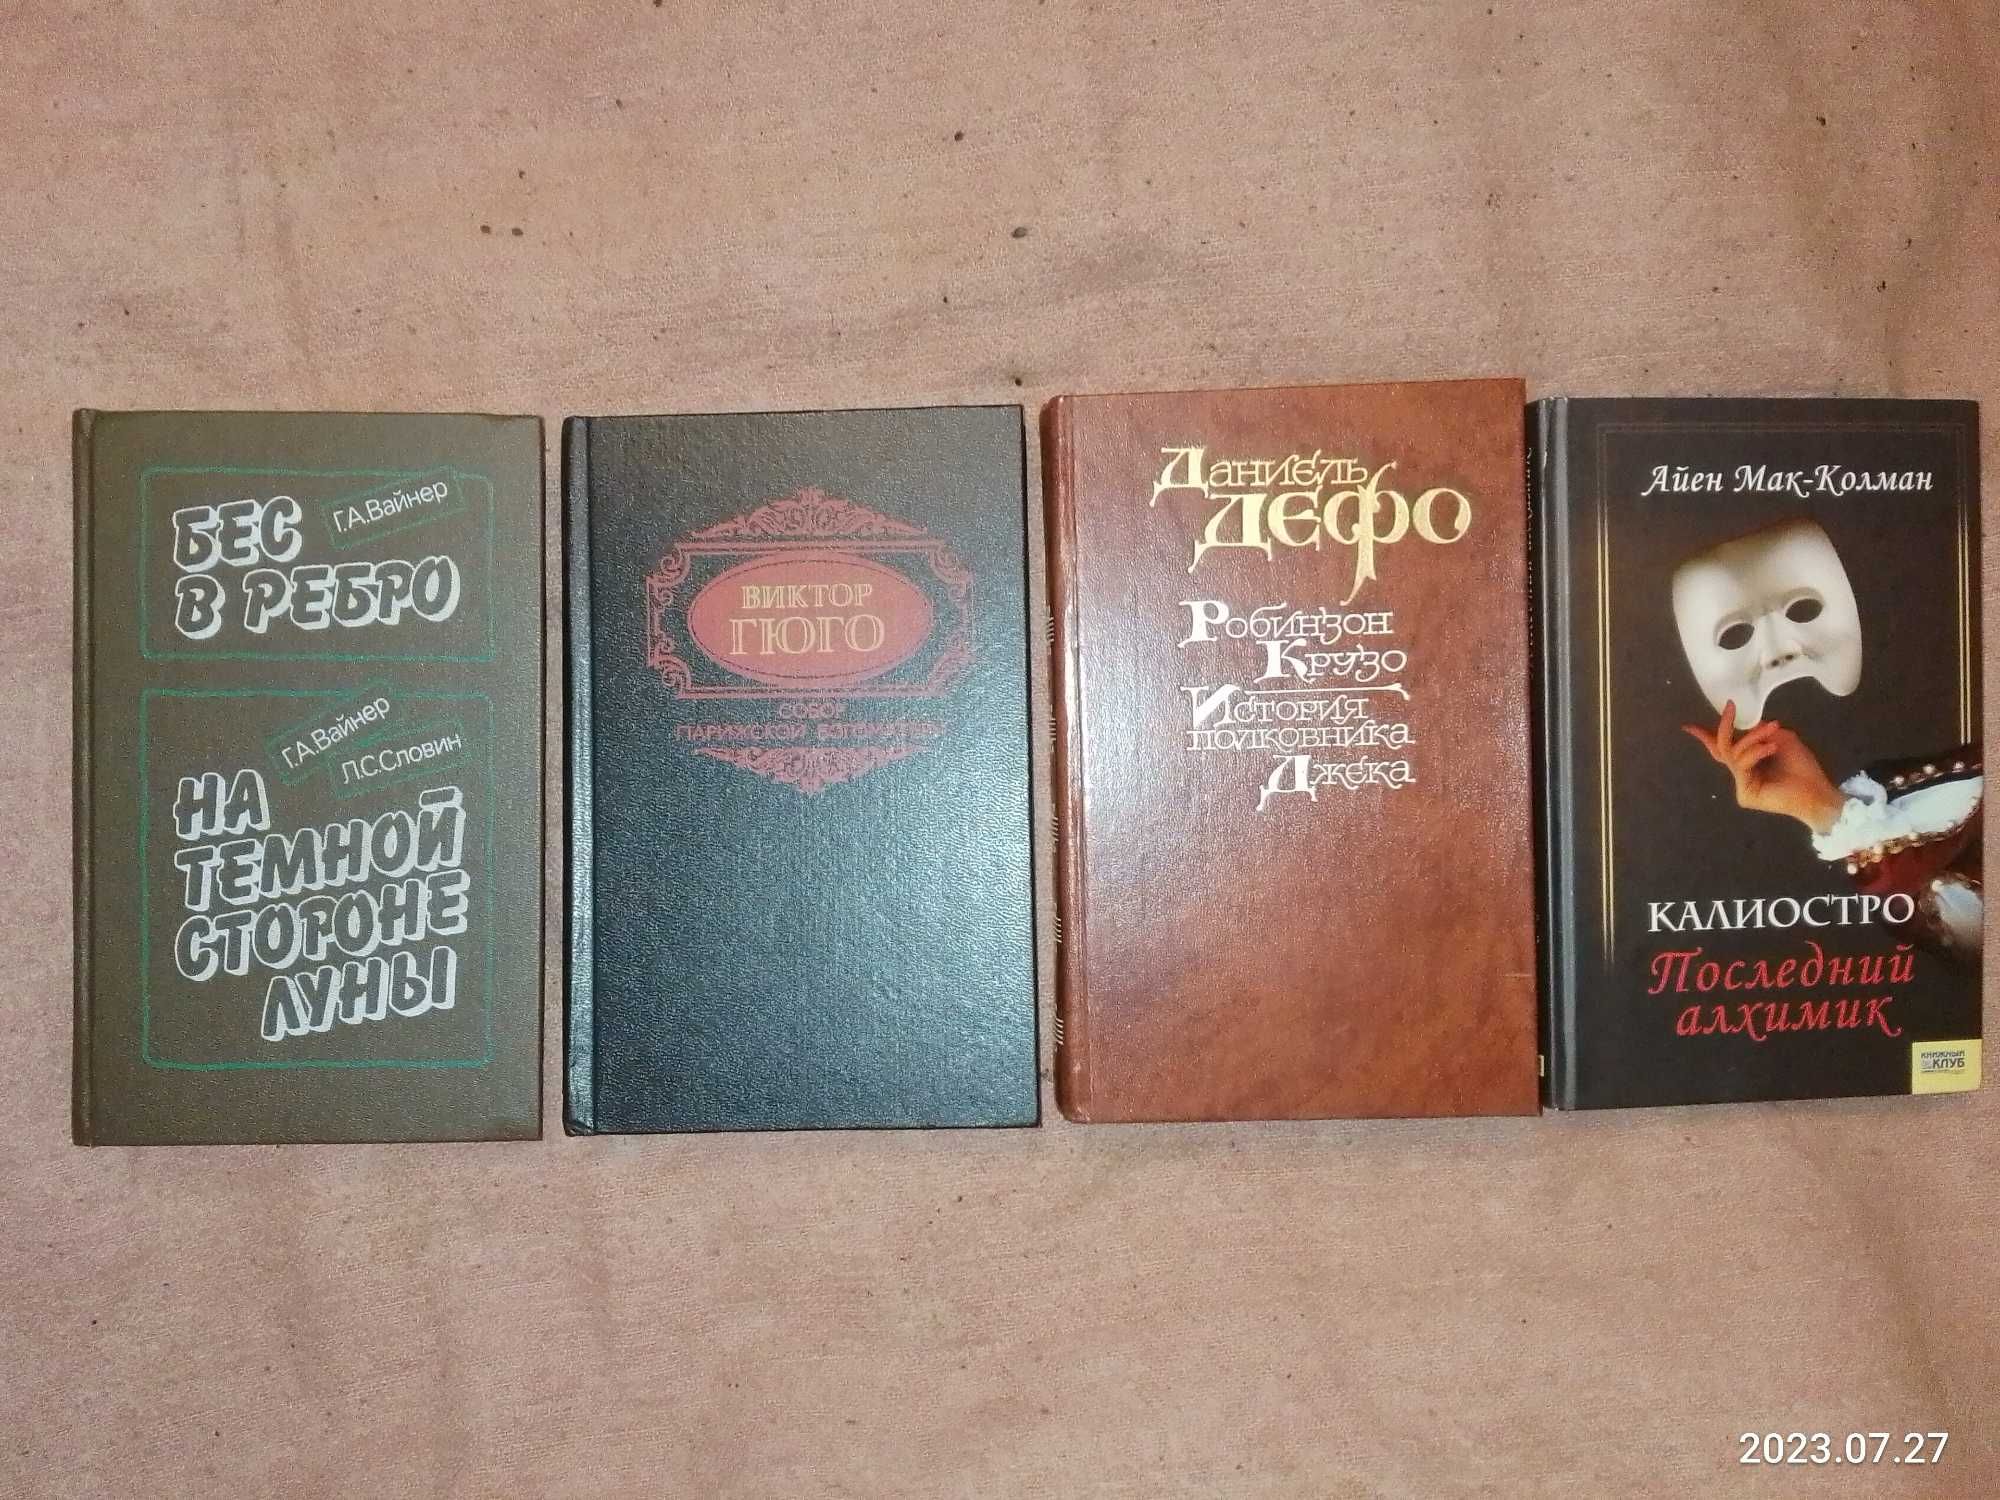 БЕС
В РЕБРО
Г.А.Вайнер
Г.А.Вайнер
Л.С.Словин
НА
ТЕМНОЙ
СТОРОНЕ
ЛУНЫ
ВИКТОР
ГЮГО
СОБОР
ПАРИЖСКОЙ БОГОМАТЕРИ
ДАНИЕЛЬ
ДЕФО
РОБИНЗОН
КРУЗО
ИСТОРИЯ
ПОЛКОВНИКА
ДЖЕКА
Айен Мак-Колман
КАЛИОСТРО
Последний
алхимик
КНИЖНЫЙ
КЛУБ
2023.07.27